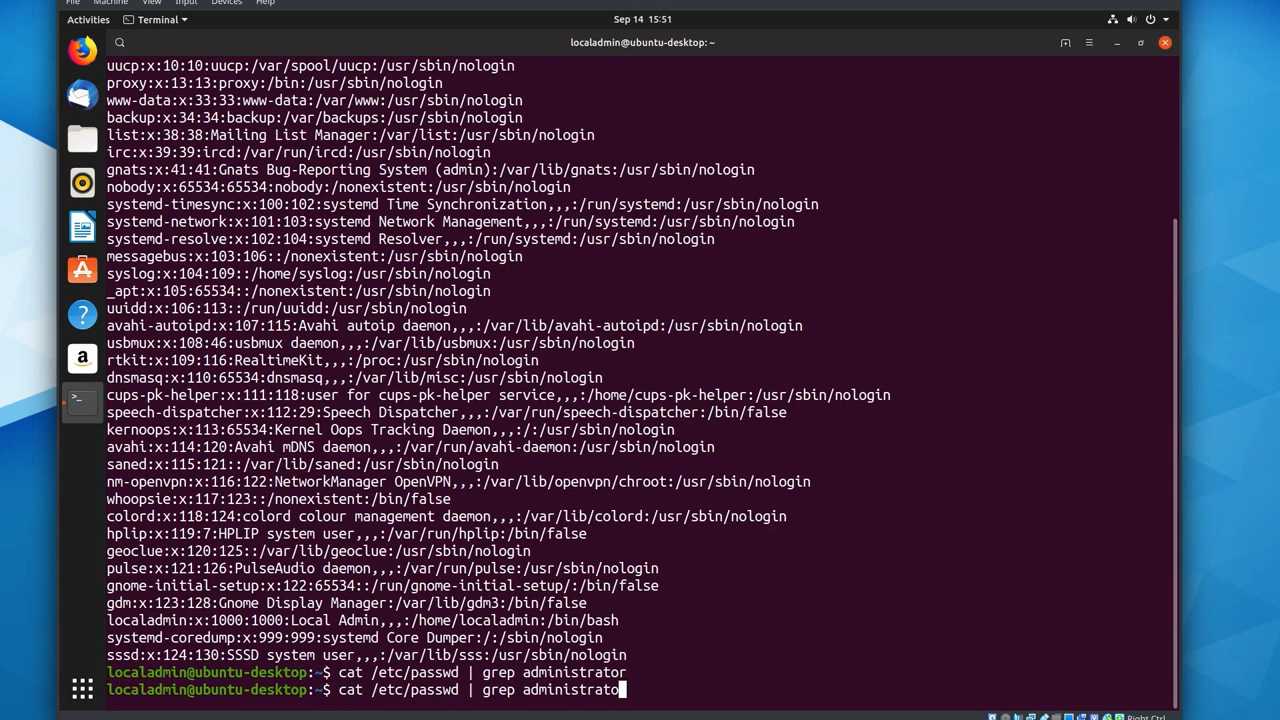 File Machine View Input Devices Help
Activities Terminal Sep 14 15:51
localadmin@ubuntu-desktop: ~
uucp:x:10:10:uucp:/var/spool/uucp:/usr/sbin/nologin
proxy:x:13:13:proxy:/bin:/usr/sbin/nologin
www-data:x:33:33:www-data:/var/www:/usr/sbin/nologin
backup:x:34:34:backup:/var/backups:/usr/sbin/nologin
list:x:38:38:Mailing List Manager:/var/list:/usr/sbin/nologin
irc:x:39:39:ircd:/var/run/ircd:/usr/sbin/nologin
gnats:x:41:41:Gnats Bug-Reporting System (admin):/var/lib/gnats:/usr/sbin/nologin
nobody:x:65534:65534:nobody:/nonexistent:/usr/sbin/nologin
systemd-timesync:x:100:102:systemd Time Synchronization,,,:/run/systemd:/usr/sbin/nologin
systemd-network:x:101:103:systemd Network Management,,,:/run/systemd:/usr/sbin/nologin
systemd-resolve:x:102:104:systemd Resolver,,,:/run/systemd:/usr/sbin/nologin
messagebus:x:103:106::/nonexistent:/usr/sbin/nologin
syslog:x:104:109::/home/syslog:/usr/sbin/nologin
_apt:x:105:65534::/nonexistent:/usr/sbin/nologin
uuidd:x:106:113::/run/uuidd:/usr/sbin/nologin
avahi-autoipd:x:107:115:Avahi autoip daemon,,,:/var/lib/avahi-autoipd:/usr/sbin/nologin
usbmux:x:108:46:usbmux daemon,,,:/var/lib/usbmux:/usr/sbin/nologin
rtkit:x:109:116:RealtimeKit,,,:/proc:/usr/sbin/nologin
dnsmasq:x:110:65534:dnsmasq,,,:/var/lib/misc:/usr/sbin/nologin
cups-pk-helper:x:111:118:user for cups-pk-helper service,,,:/home/cups-pk-helper:/usr/sbin/nologin
speech-dispatcher:x:112:29:Speech Dispatcher,,,:/var/run/speech-dispatcher:/bin/false
kernoops:x:113:65534:Kernel Oops Tracking Daemon,,,:/:/usr/sbin/nologin
avahi:x:114:120:Avahi mDNS daemon,,,:/var/run/avahi-daemon:/usr/sbin/nologin
saned:x:115:121::/var/lib/saned:/usr/sbin/nologin
nm-openvpn:x:116:122:NetworkManager OpenVPN,,,:/var/lib/openvpn/chroot:/usr/sbin/nologin
whoopsie:x:117:123::/nonexistent:/bin/false
colord:x:118:124:colord colour management daemon,,,:/var/lib/colord:/usr/sbin/nologin
hplip:x:119:7:HPLIP system user,,,:/var/run/hplip:/bin/false
geoclue:x:120:125::/var/lib/geoclue:/usr/sbin/nologin
pulse:x:121:126:PulseAudio daemon,,,:/var/run/pulse:/usr/sbin/nologin
gnome-initial-setup:x:122:65534::/run/gnome-initial-setup/:/bin/false
gdm:x:123:128:Gnome Display Manager:/var/lib/gdm3:/bin/false
localadmin:x:1000:1000:Local Admin,,,:/home/localadmin:/bin/bash
systemd-coredump:x:999:999:systemd Core Dumper:/:/sbin/nologin
sssd:x:124:130:SSSD system user,,,:/var/lib/sss:/usr/sbin/nologin
localadmin@ubuntu-desktop:~$ cat /etc/passwd | grep administrator
localadmin@ubuntu-desktop:~$ cat /etc/passwd | grep administrato
Right Ctrl